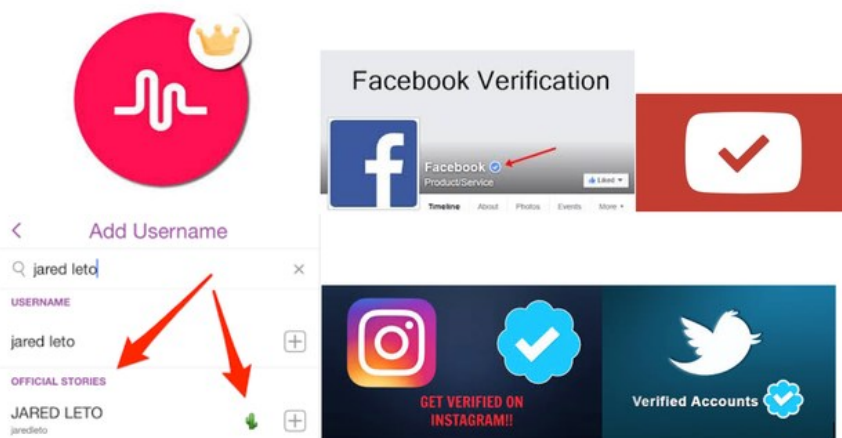 Facebook Verification
f
Facebook
Product/Service
Liked
Timeline About Photos Events More
Add Username
jared leto
USERNAME
jared leto
OFFICIAL STORIES
JARED LETO
jaredleto
GET VERIFIED ON
INSTAGRAM!!
Verified Accounts